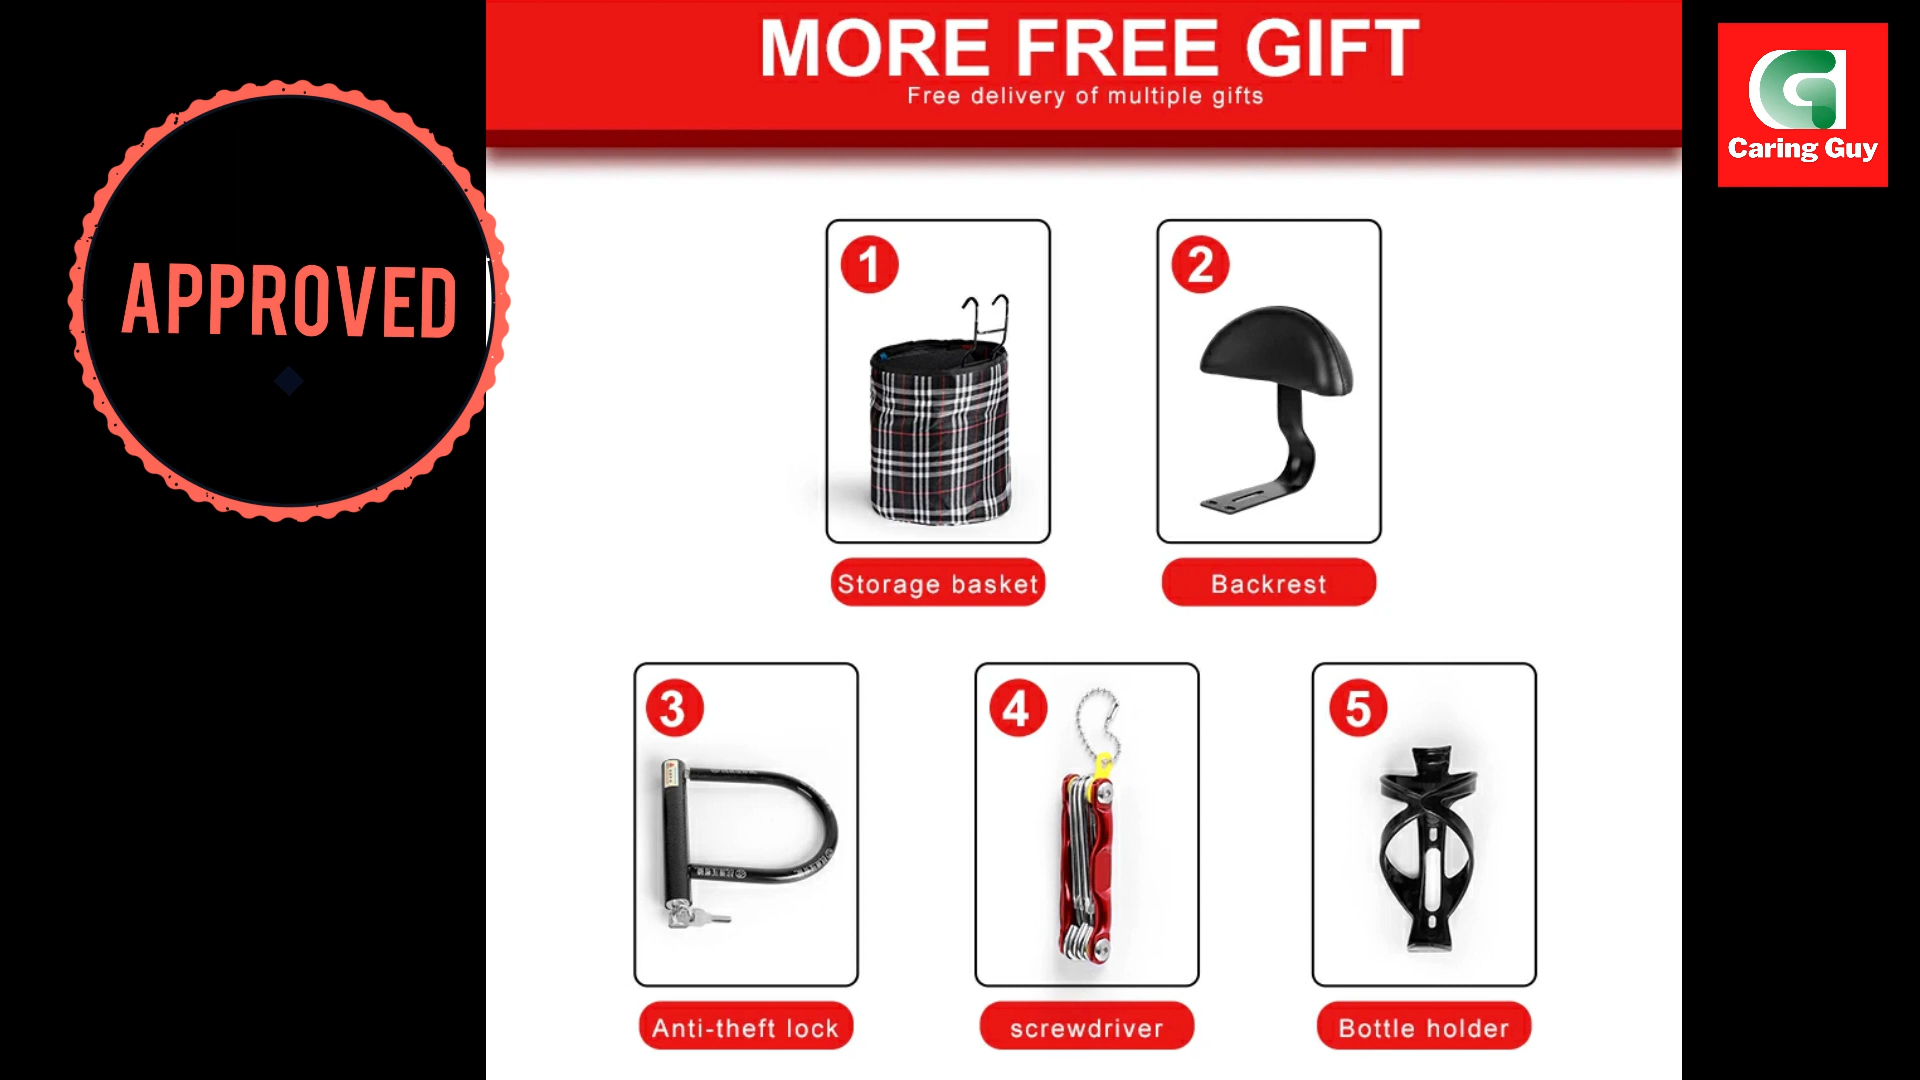 MORE FREE GIFT
Free delivery of multiple gifts
Caring Guy
APPROVED
1
2
Storage basket
Backrest
3
4
5
Anti-theft lock
screwdriver
Bottle holder